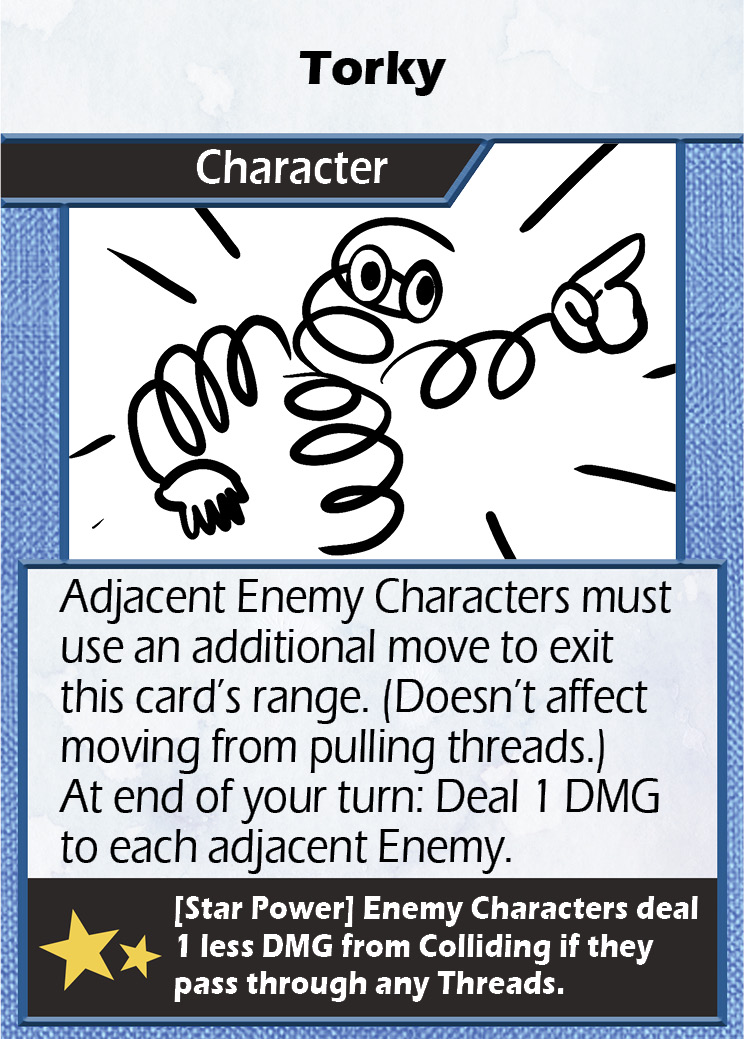 Torky
Character
Adjacent Enemy Characters must
use an additional move to exit
this card’s range. (Doesn’t affect
moving from pulling threads.)
At end of your turn: Deal 1 DMG
to each adjacent Enemy.
[Star Power] Enemy Characters deal
1 less DMG from Colliding if they
pass through any Threads.